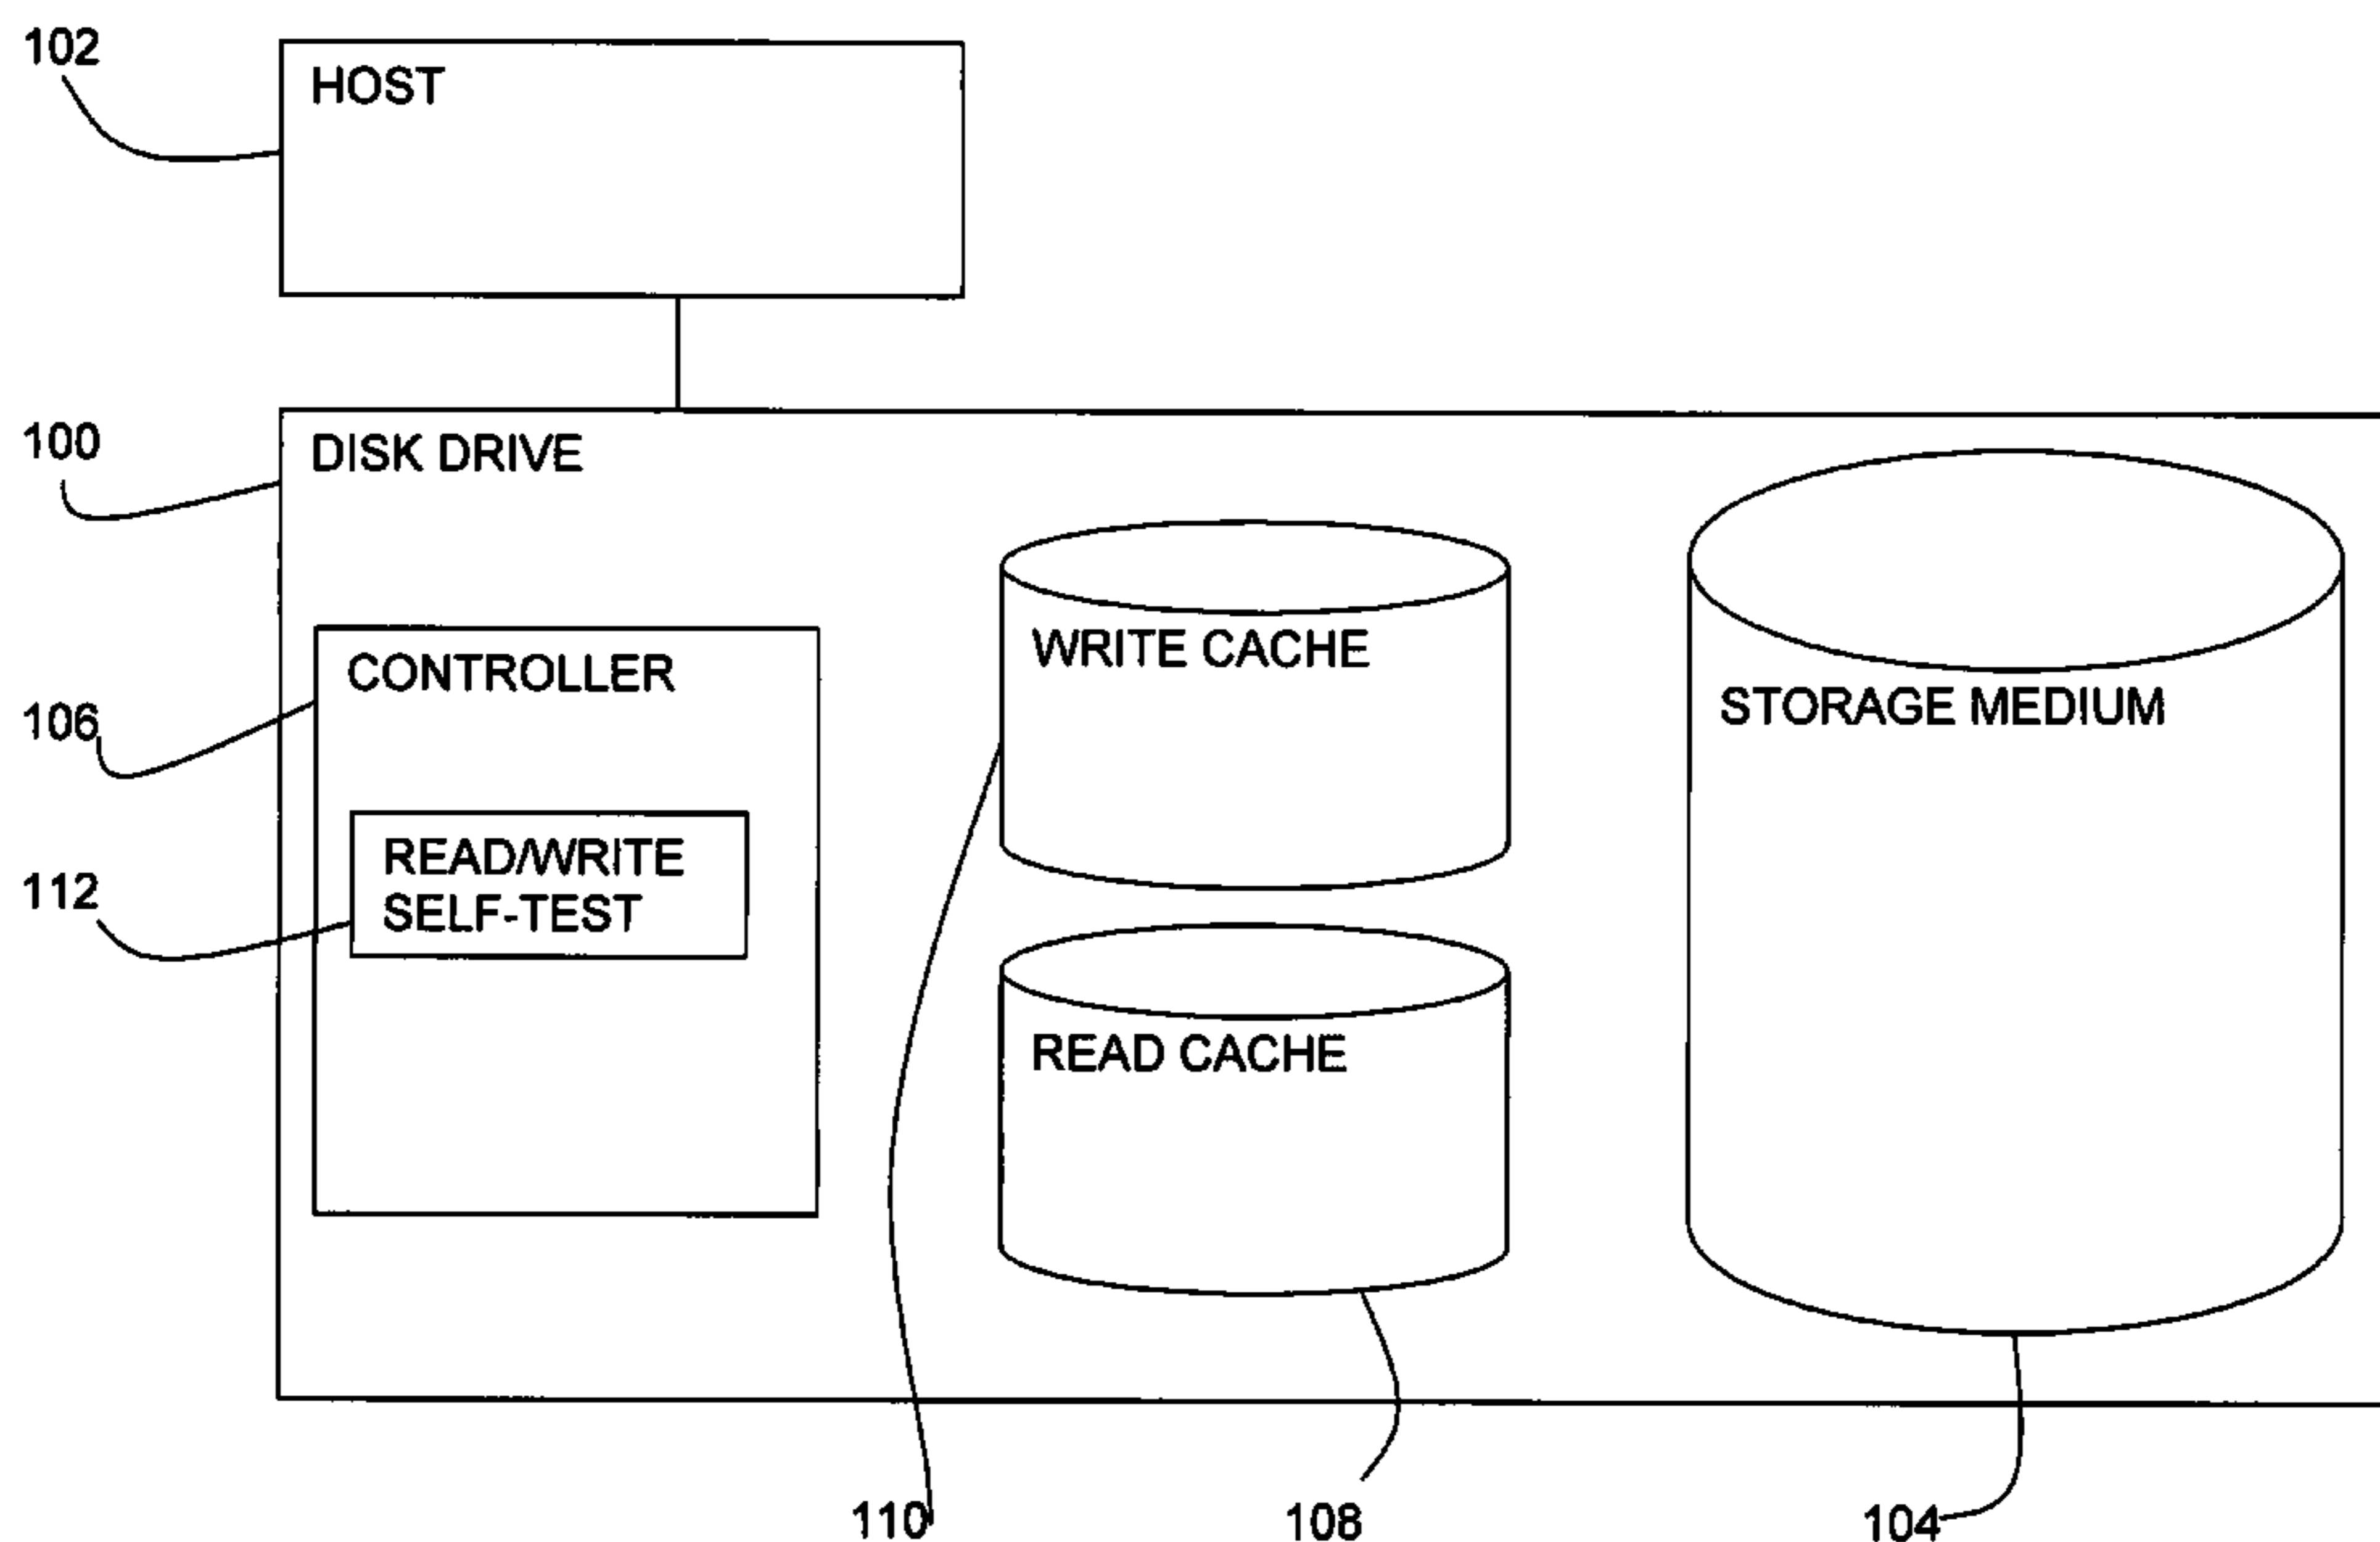 102
HOST
100
DISK DRIVE
WRITE CACHE
CONTROLLER
STORAGE MEDIUM
106
READ/WRITE
SELF-TEST
112
READ CACHE
110
108
104